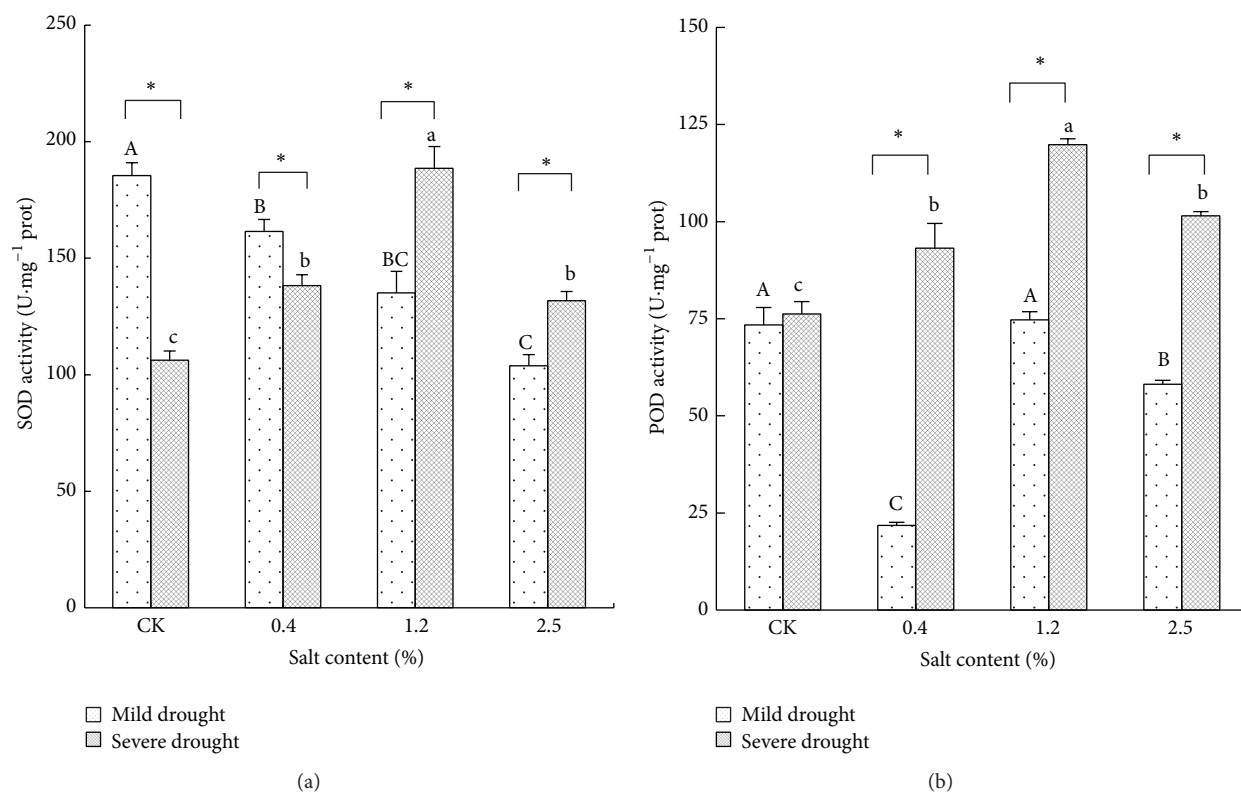 250
200
150
100
50
0
SOD activity (U·mg⁻¹ prot)
*
*
*
*
A
c
B
b
BC
a
C
b
CK
0.4
1.2
2.5
Salt content (%)
Mild drought
Severe drought
(a)
150
125
100
75
50
25
0
POD activity (U·mg⁻¹ prot)
*
*
*
A
c
C
b
A
a
B
b
CK
0.4
1.2
2.5
Salt content (%)
Mild drought
Severe drought
(b)